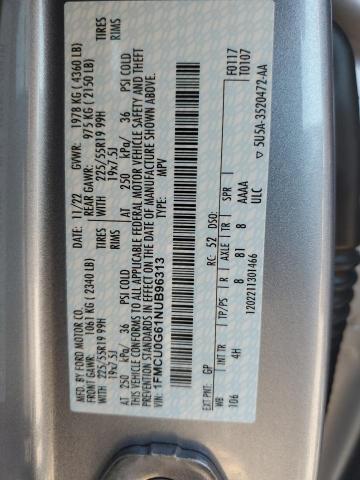 MFD. BY FORD MOTOR CO.
DATE: 11/22 GVWR: 1978 KG ( 4360 LB)
FRONT GAWR: 1061 KG ( 2340 LB) REAR GAWR: 975 KG ( 2150 LB)
WITH 225/55R19 99H TIRES WITH 225/55R19 99H TIRES
19x7.5J RIMS 19x7.5J RIMS
AT 250 kPa/ 36 PSI COLD AT 250 kPa/ 36 PSI COLD
THIS VEHICLE CONFORMS TO ALL APPLICABLE FEDERAL MOTOR VEHICLE SAFETY AND THEFT
PREVENTION STANDARDS IN EFFECT ON THE DATE OF MANUFACTURE SHOWN ABOVE.
VIN: 1FMCU0G61NUB96313
TYPE: MPV
F0117
T0107
EXT PNT: GP RC: 52 DSO:
WB INT TR TP/PS R AXLE TR SPR
106 4H 8 81 8 AAAA
ULC
1202211301466
▽ 5U5A-3520472-AA